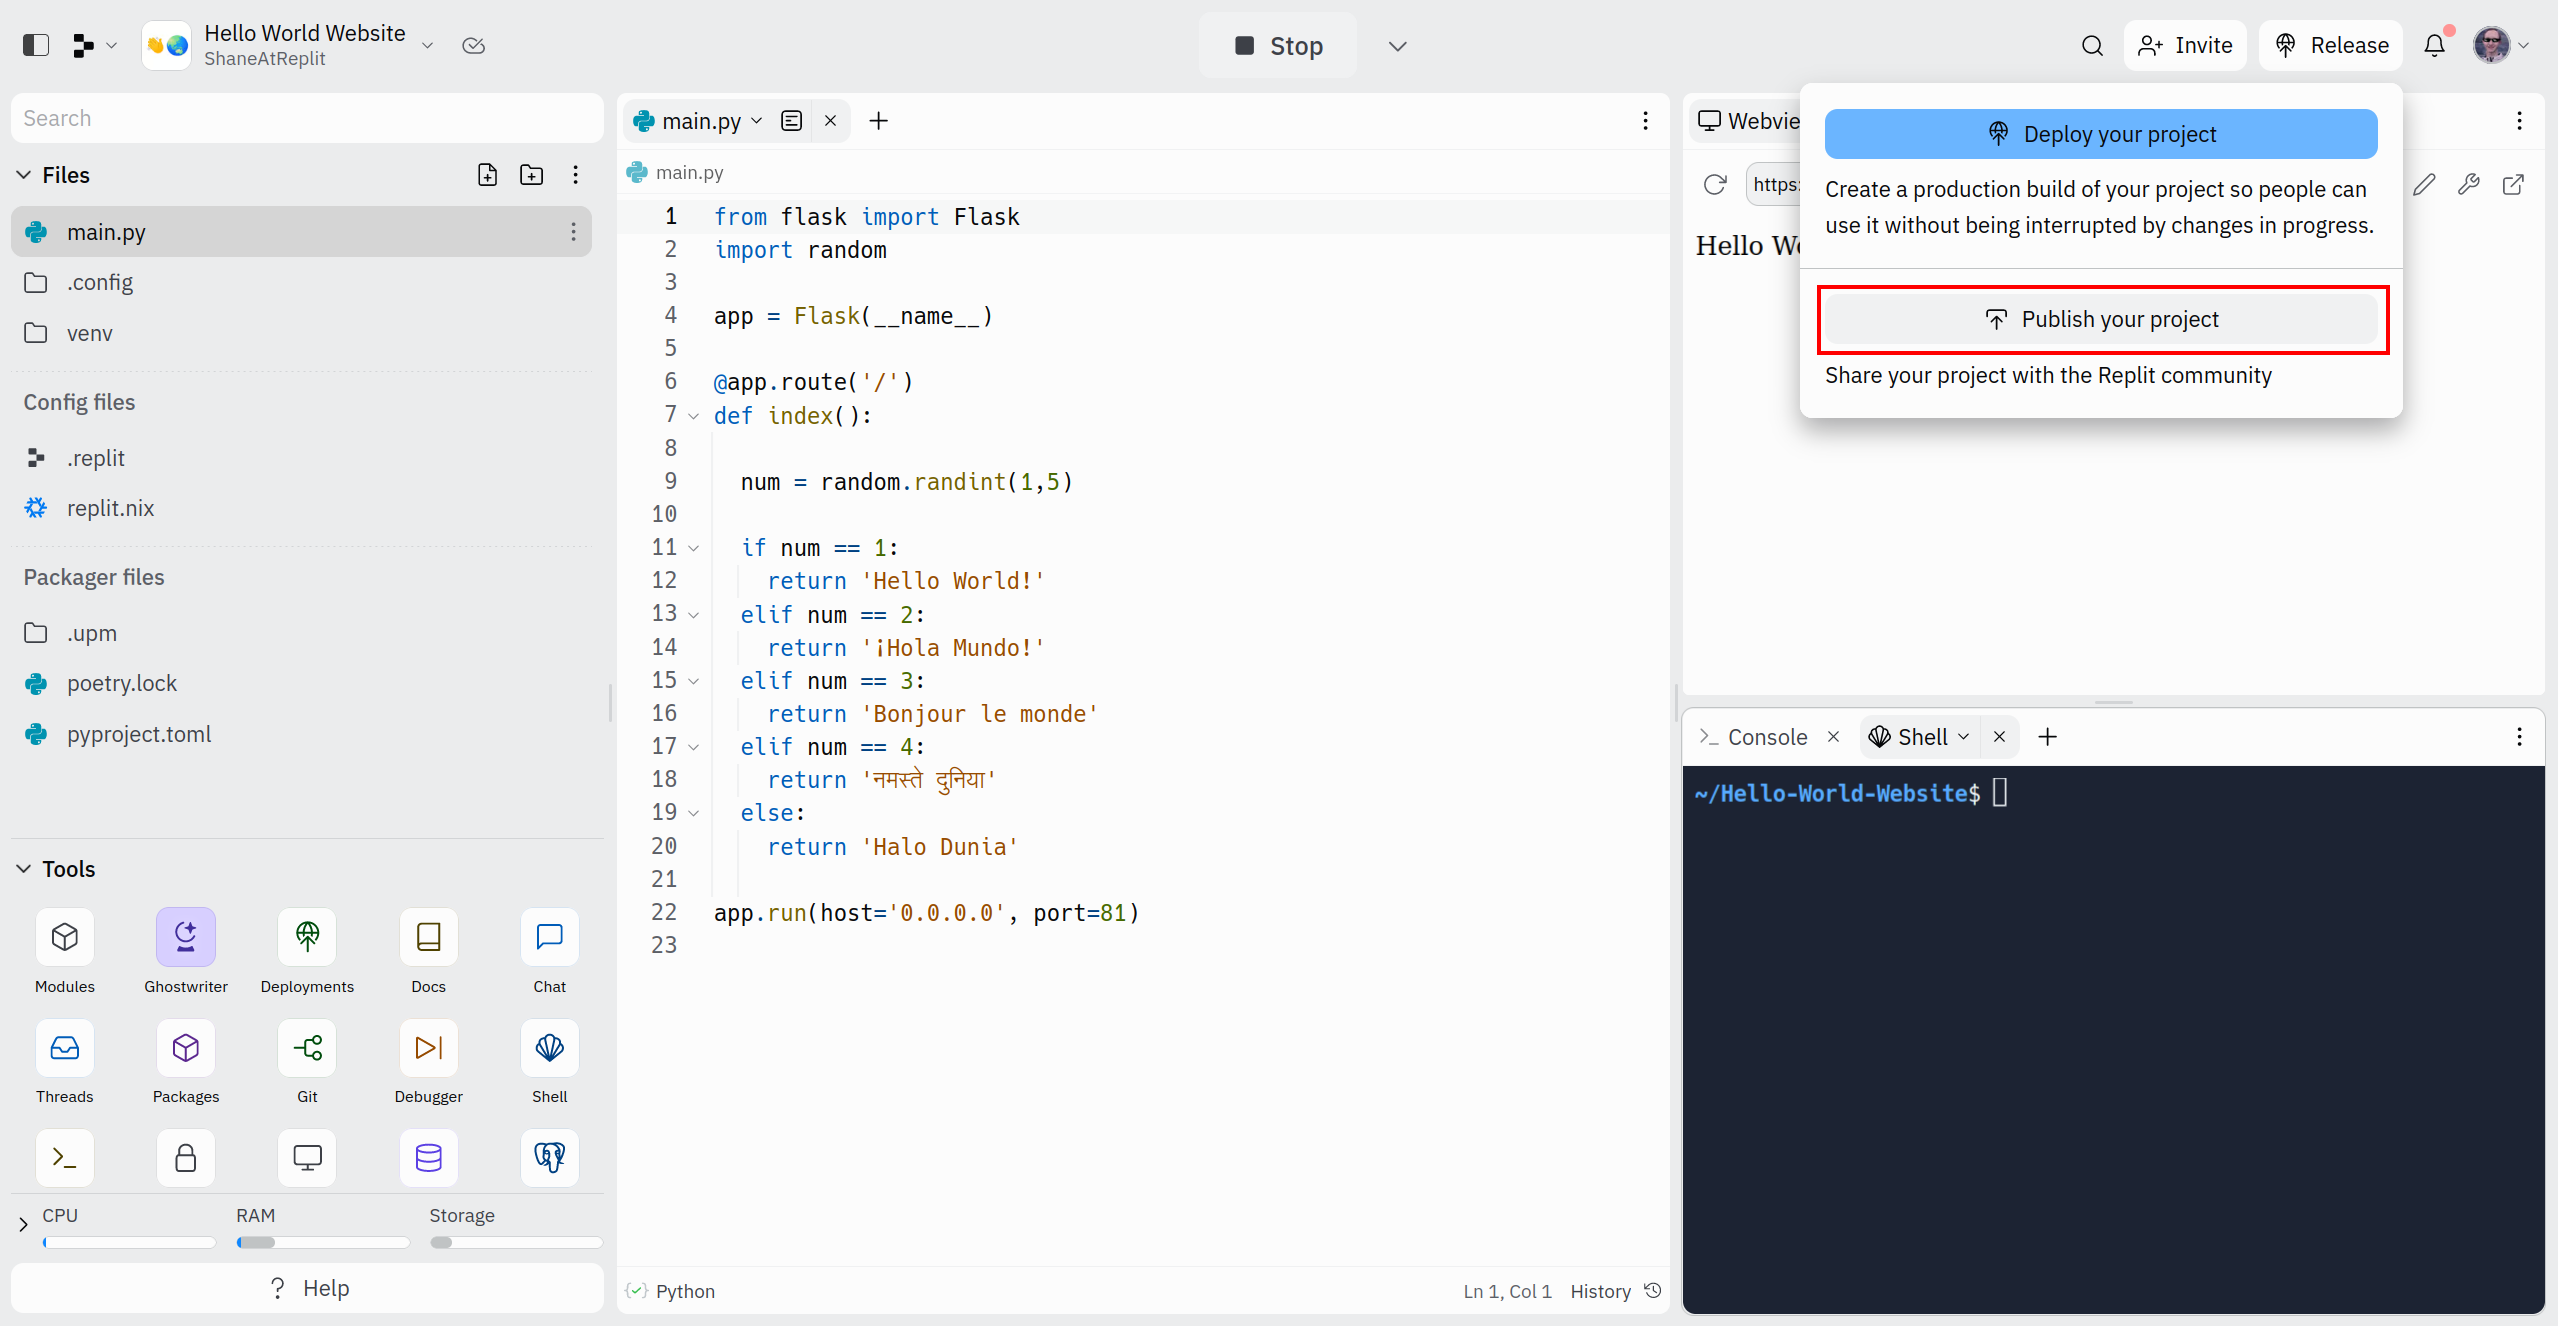 Hello World Website
ShaneAtReplit
Stop
Invite
Release
Search
Files
main.py
.config
venv
Config files
.replit
replit.nix
Packager files
.upm
poetry.lock
pyproject.toml
Tools
Modules
Ghostwriter
Deployments
Docs
Chat
Threads
Packages
Git
Debugger
Shell
CPU
RAM
Storage
? Help
main.py
main.py
1 from flask import Flask
2 import random
3
4 app = Flask(__name__)
5
6 @app.route('/')
7 def index():
8
9 num = random.randint(1,5)
10
11 if num == 1:
12 return 'Hello World!'
13 elif num == 2:
14 return '¡Hola Mundo!'
15 elif num == 3:
16 return 'Bonjour le monde'
17 elif num == 4:
18 return 'नमस्ते दुनिया'
19 else:
20 return 'Halo Dunia'
21
22 app.run(host='0.0.0.0', port=81)
23
Python
Ln 1, Col 1 History
Webvie
https:
Hello Wo
Deploy your project
Create a production build of your project so people can
use it without being interrupted by changes in progress.
Publish your project
Share your project with the Replit community
Console
Shell
~/Hello-World-Website$